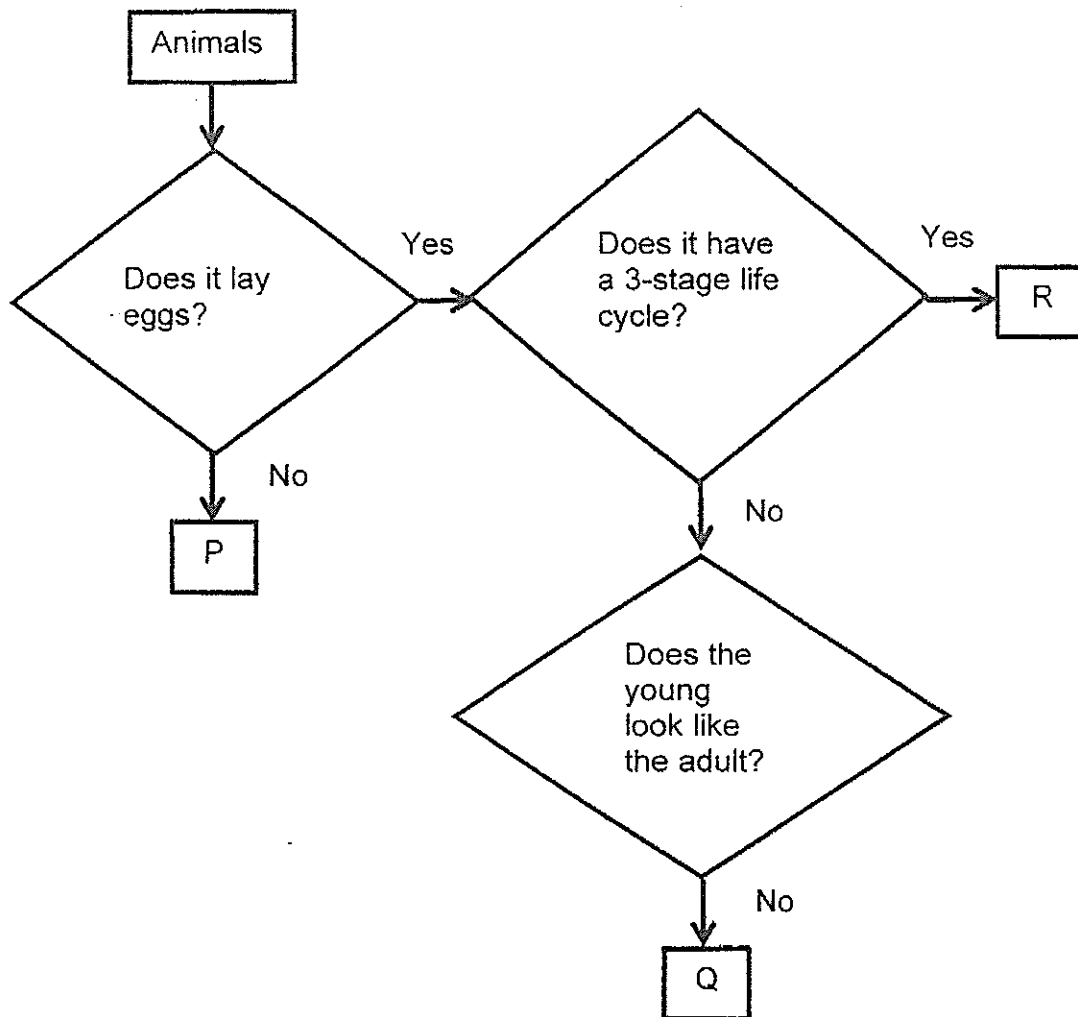 Animals
Does it lay
eggs?
Yes
Does it have
a 3-stage life
cycle?
Yes
R
No
P
No
Does the
young
look like
the adult?
No
Q